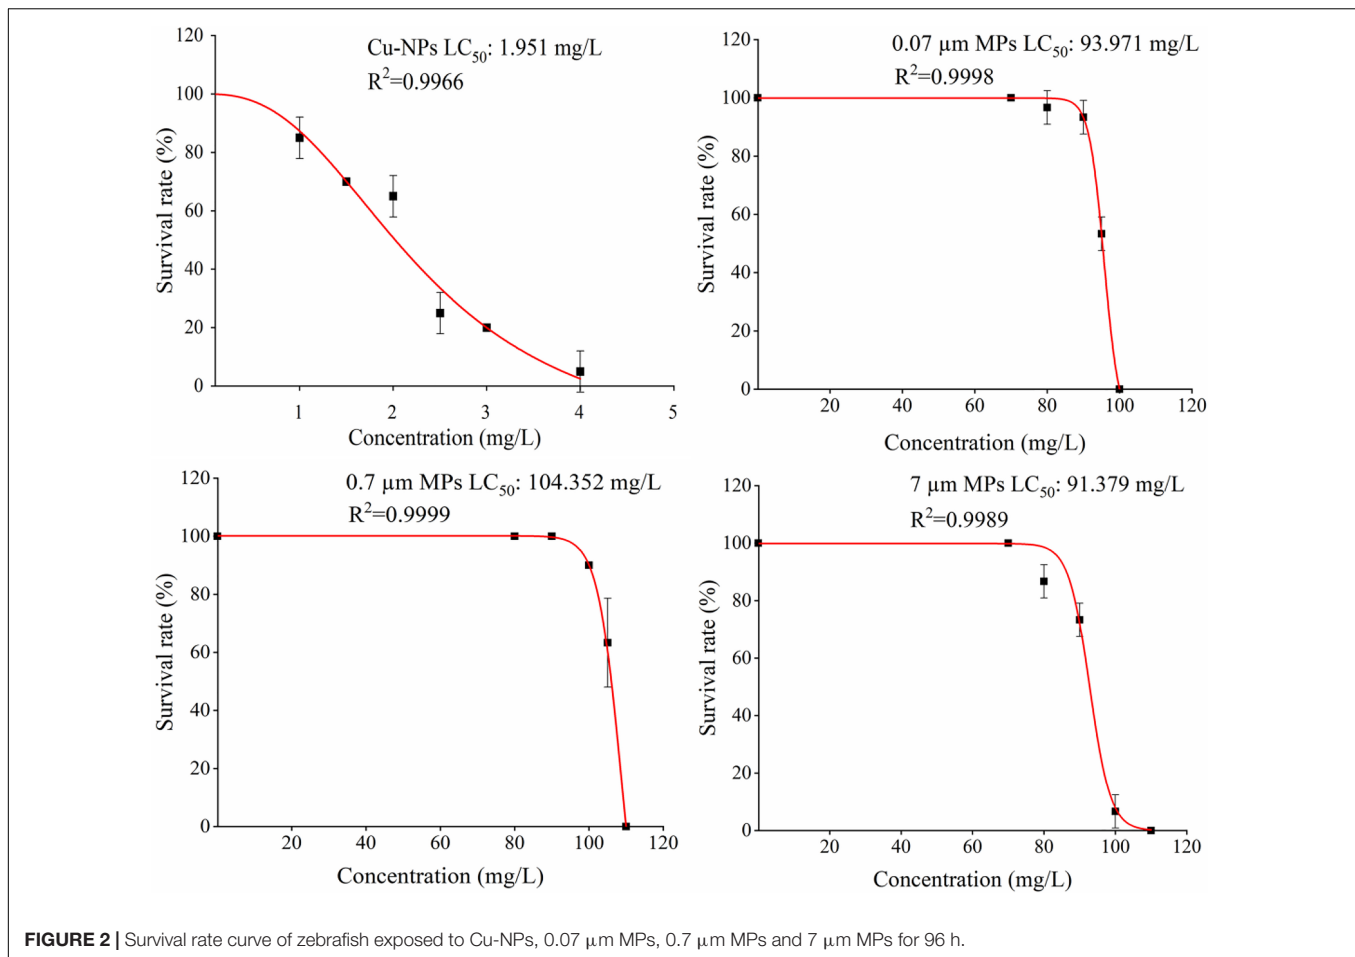 Cu-NPs LC50: 1.951 mg/L
R2=0.9966
120
100
80
60
40
20
0
Survival rate (%)
1 2 3 4 5
Concentration (mg/L)
0.07 μm MPs LC50: 93.971 mg/L
R2=0.9998
120
100
80
60
40
20
0
Survival rate (%)
20 40 60 80 100 120
Concentration (mg/L)
0.7 μm MPs LC50: 104.352 mg/L
R2=0.9999
120
100
80
60
40
20
0
Survival rate (%)
20 40 60 80 100 120
Concentration (mg/L)
7 μm MPs LC50: 91.379 mg/L
R2=0.9989
120
100
80
60
40
20
0
Survival rate (%)
20 40 60 80 100 120
Concentration (mg/L)
FIGURE 2 | Survival rate curve of zebrafish exposed to Cu-NPs, 0.07 μm MPs, 0.7 μm MPs and 7 μm MPs for 96 h.